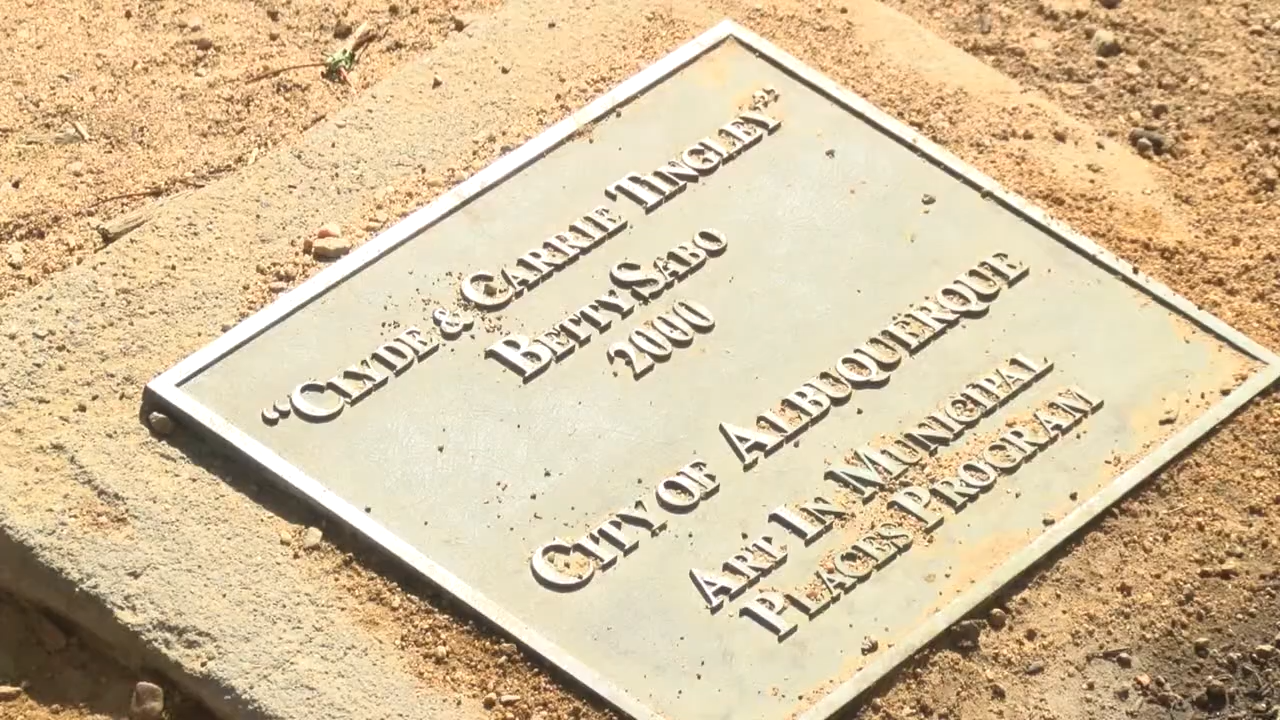 “CLYDE & CARRIE TINGLEY”
BETTY SABO
2000
CITY OF ALBUQUERQUE
ART IN MUNICIPAL
PLACES PROGRAM